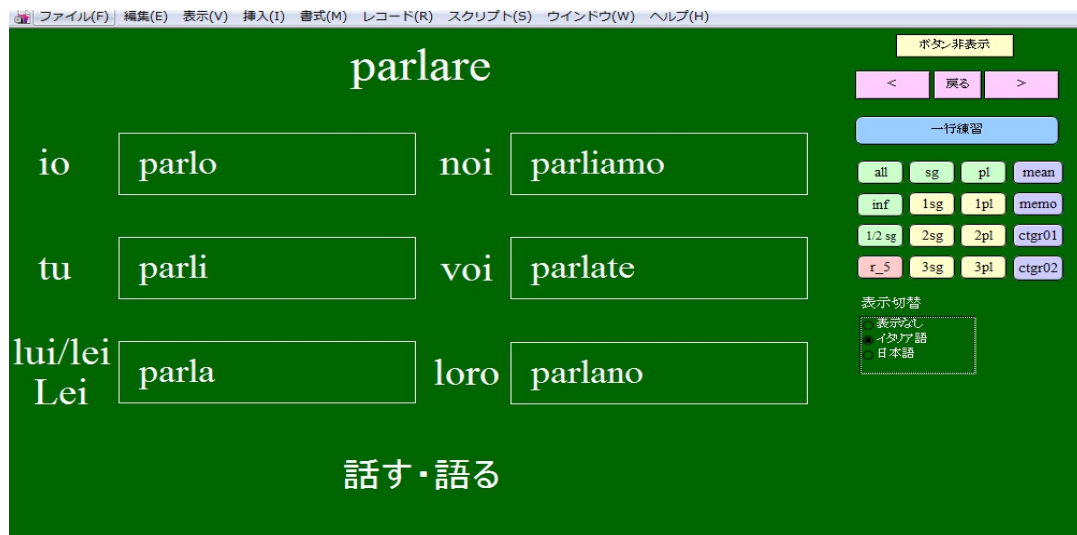 ファイル(F) 編集(E) 表示(V) 挿入(I) 書式(M) レコード(R) スクリプト(S) ウインドウ(W) ヘルプ(H)
parlare
io parlo noi parliamo
tu parli voi parlate
lui/lei
Lei
parla loro parlano
話す・語る
ボタン非表示
< 戻る >
一行練習
all sg pl mean
inf 1sg 1pl memo
1/2 sg 2sg 2pl ctgr01
r_5 3sg 3pl ctgr02
表示切替
表示なし
イタリア語
日本語